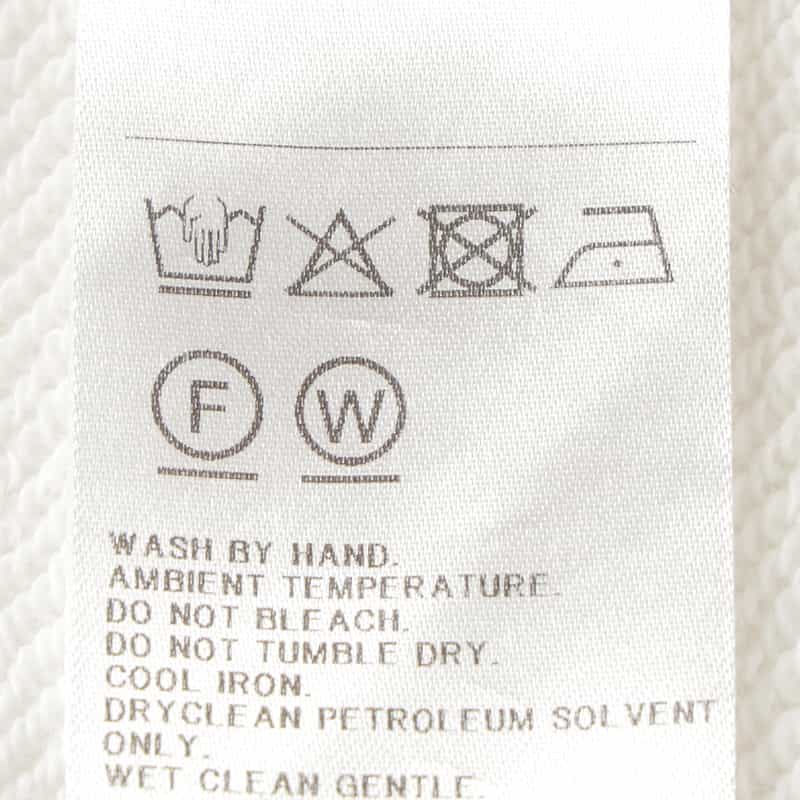 F W
WASH BY HAND.
AMBIENT TEMPERATURE.
DO NOT BLEACH.
DO NOT TUMBLE DRY.
COOL IRON.
DRYCLEAN PETROLEUM SOLVENT
ONLY.
WET CLEAN GENTLE.